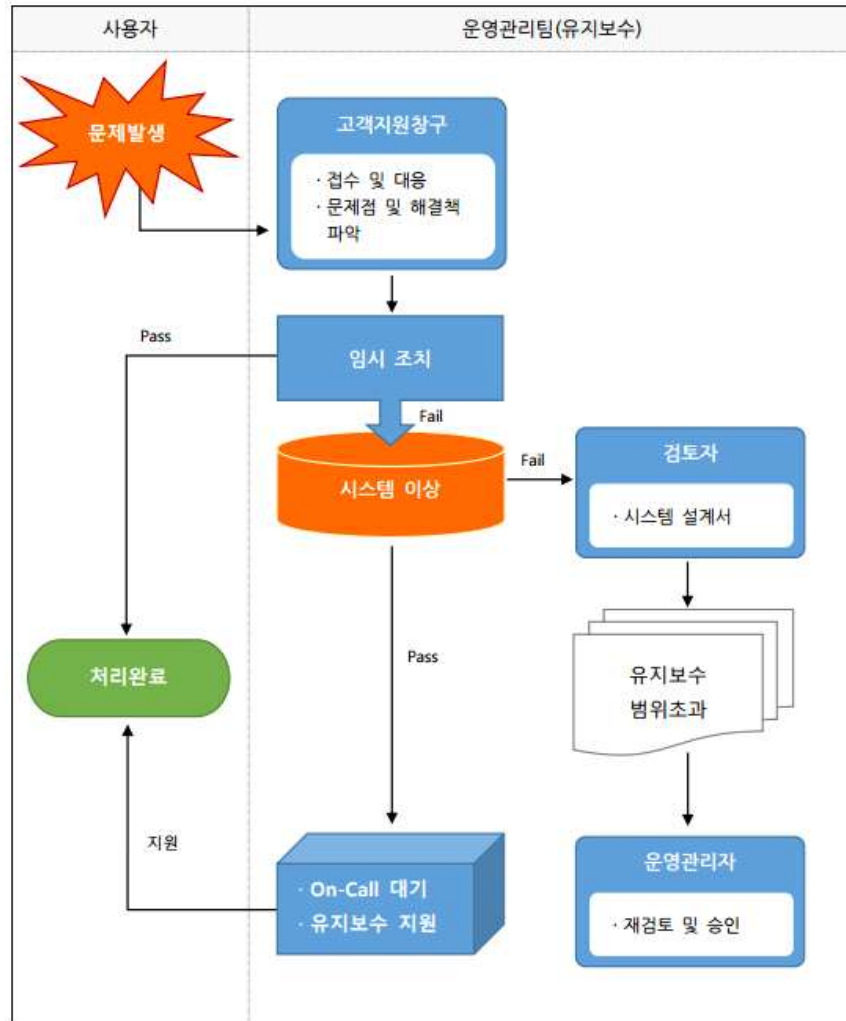 사용자
운영관리팀(유지보수)
문제발생
고객지원창구
· 접수 및 대응
· 문제점 및 해결책
파악
Pass
임시 조치
Fail
시스템 이상
Fail
검토자
· 시스템 설계서
처리완료
Pass
유지보수
범위초과
지원
· On-Call 대기
· 유지보수 지원
운영관리자
· 재검토 및 승인